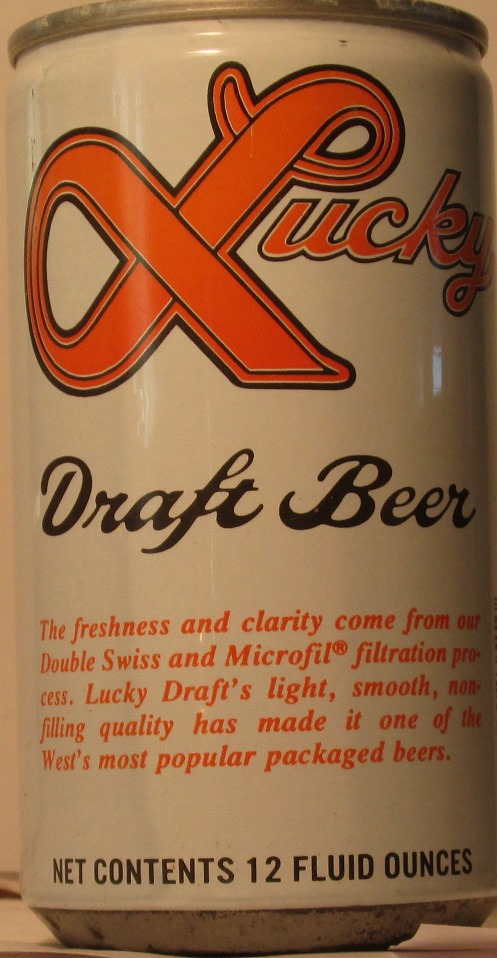 Lucky
Draft Beer
The freshness and clarity come from our
Double Swiss and Microfil® filtration pro-
cess. Lucky Draft's light, smooth, non-
filling quality has made it one of the
West's most popular packaged beers.
NET CONTENTS 12 FLUID OUNCES